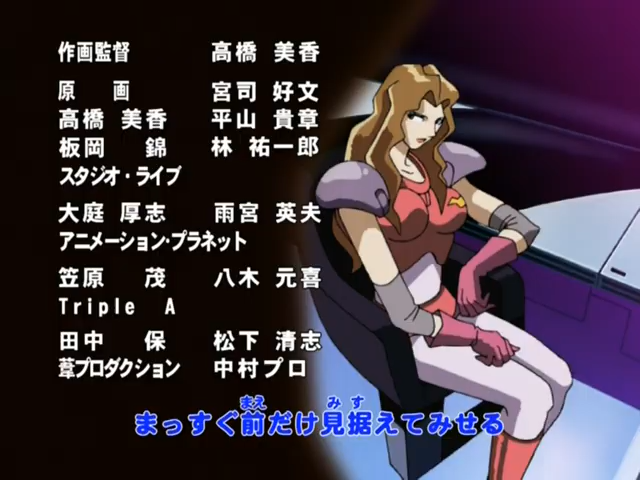 作画監督 高橋 美香
原 画 宮司 好文
高橋 美香 平山 貴章
板岡 錦 林 祐一郎
スタジオ・ライブ
大庭 厚志 雨宮 英夫
アニメーション・プラネット
笠原 茂 八木 元喜
Triple A
田中 保 松下 清志
葦プロダクション 中村プロ
まえ みす
まっすぐ前だけ見据えてみせる